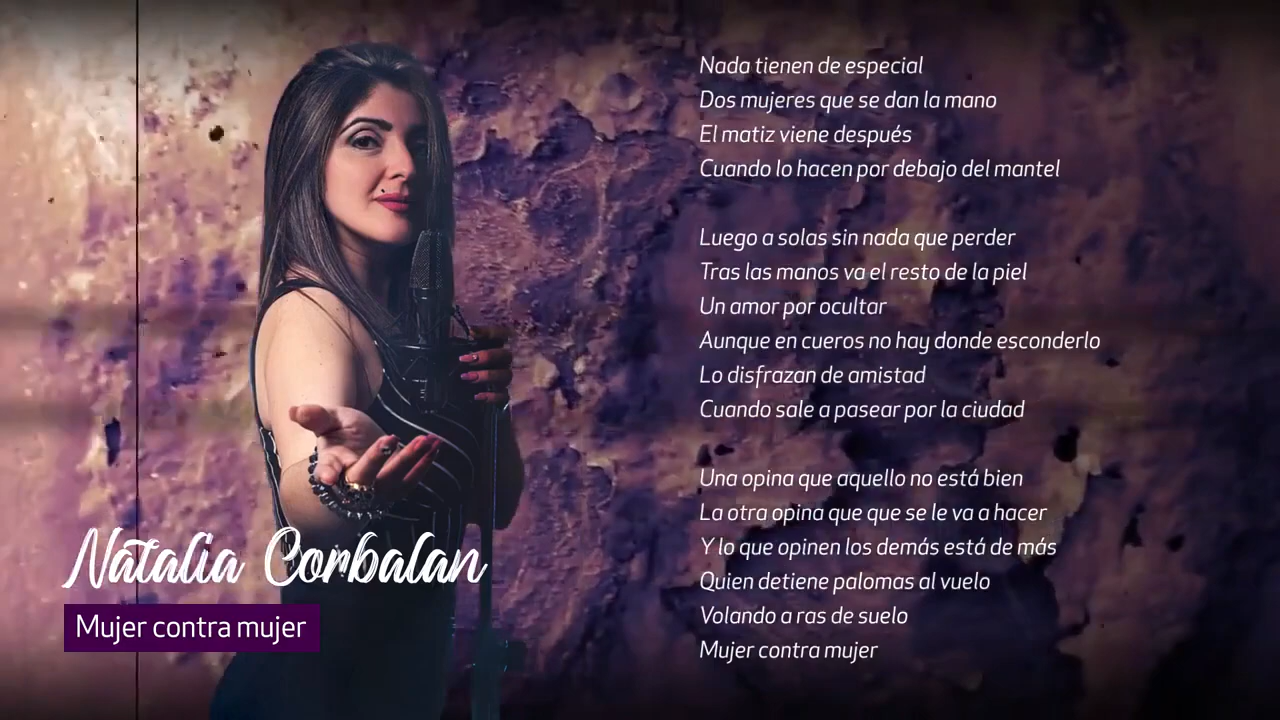 Nada tienen de especial
Dos mujeres que se dan la mano
El matiz viene después
Cuando lo hacen por debajo del mantel
Luego a solas sin nada que perder
Tras las manos va el resto de la piel
Un amor por ocultar
Aunque en cueros no hay donde esconderlo
Lo disfrazan de amistad
Cuando sale a pasear por la ciudad
Una opina que aquello no está bien
La otra opina que que se le va a hacer
Y lo que opinen los demás está de más
Quien detiene palomas al vuelo
Volando a ras de suelo
Mujer contra mujer
Natalia Corbalan
Mujer contra mujer